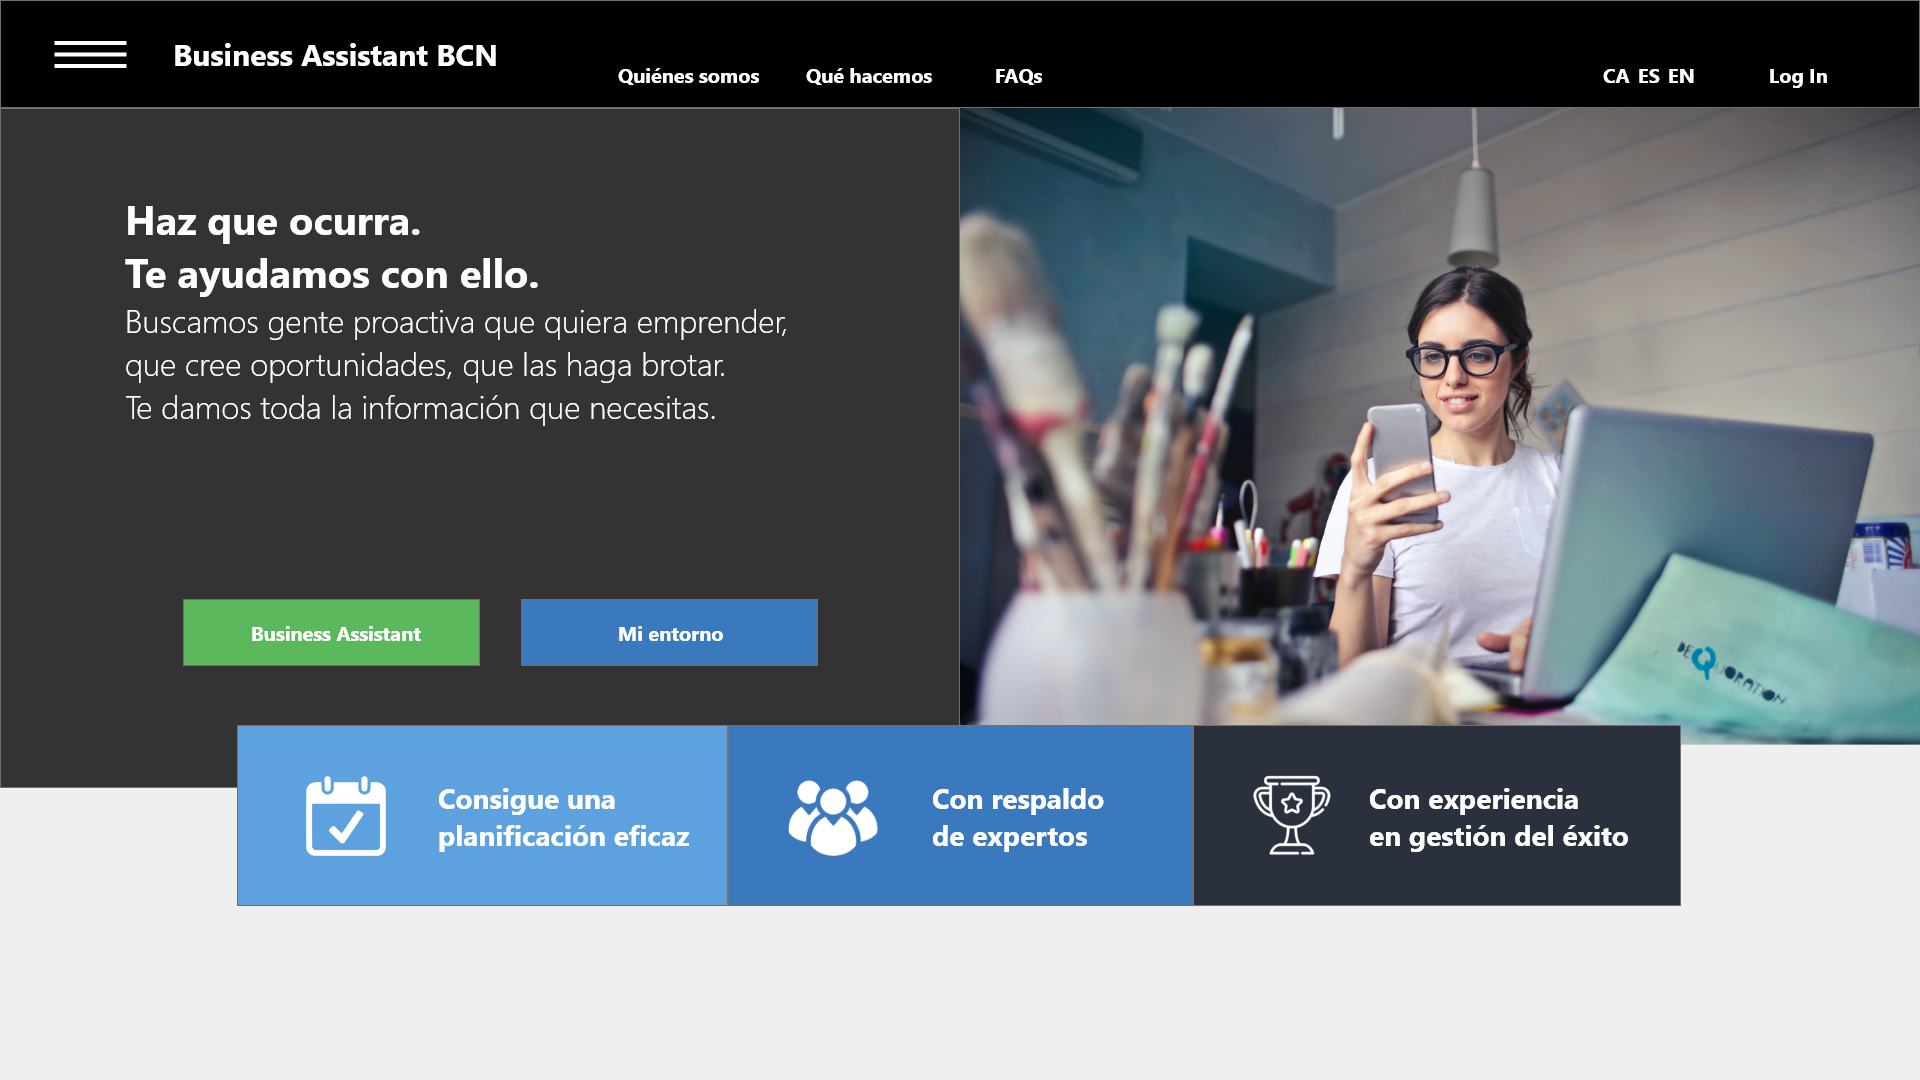 Business Assistant BCN
Quiénes somos
Qué hacemos
FAQs
CA ES EN
Log In
Haz que ocurra.
Te ayudamos con ello.
Buscamos gente proactiva que quiera emprender,
que cree oportunidades, que las haga brotar.
Te damos toda la información que necesitas.
Business Assistant
Mi entorno
DEQUORATION
Consigue una
planificación eficaz
Con respaldo
de expertos
Con experiencia
en gestión del éxito